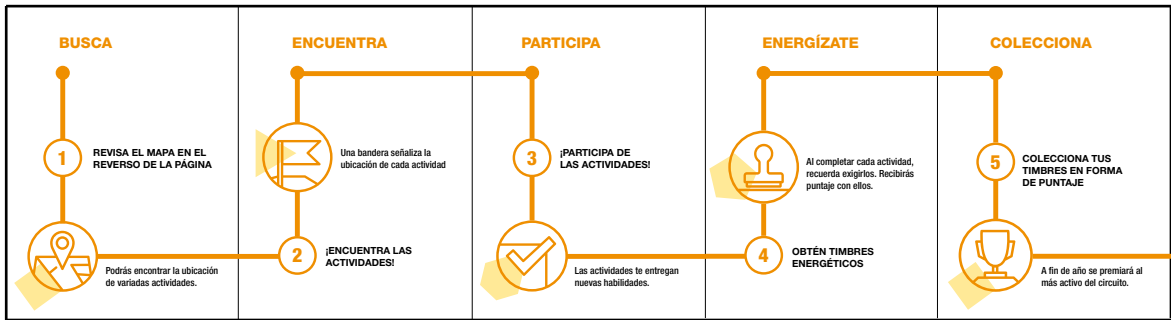 BUSCA
1
REVISA EL MAPA EN EL
REVERSO DE LA PÁGINA
Podrás encontrar la ubicación
de variadas actividades.
ENCUENTRA
Una bandera señaliza la
ubicación de cada actividad
2
¡ENCUENTRA LAS
ACTIVIDADES!
PARTICIPA
3
¡PARTICIPA DE
LAS ACTIVIDADES!
Las actividades te entregan
nuevas habilidades.
ENERGÍZATE
Al completar cada actividad,
recuerda exigirlos. Recibirás
puntaje con ellos.
4
OBTÉN TIMBRES
ENERGÉTICOS
COLECCIONA
5
COLECCIONA TUS
TIMBRES EN FORMA
DE PUNTAJE
A fin de año se premiará al
más activo del circuito.